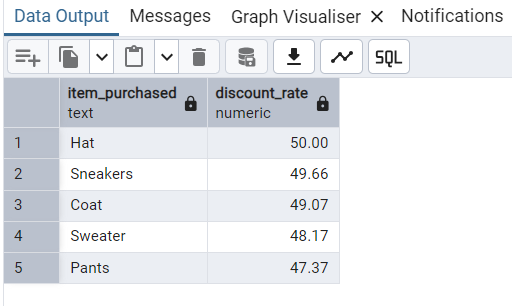 Data Output Messages Graph Visualiser × Notifications
SQL
item_purchased discount_rate
text numeric
1 Hat 50.00
2 Sneakers 49.66
3 Coat 49.07
4 Sweater 48.17
5 Pants 47.37